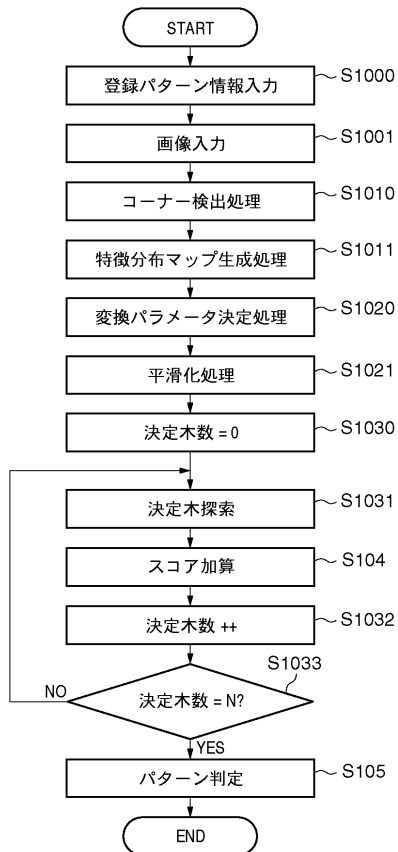 START
登録パターン情報入力 S1000
画像入力 S1001
コーナー検出処理 S1010
特徴分布マップ生成処理 S1011
変換パラメータ決定処理 S1020
平滑化処理 S1021
決定木数 = 0 S1030
決定木探索 S1031
スコア加算 S104
決定木数 ++ S1032
S1033
NO 決定木数 = N?
YES
パターン判定 S105
END